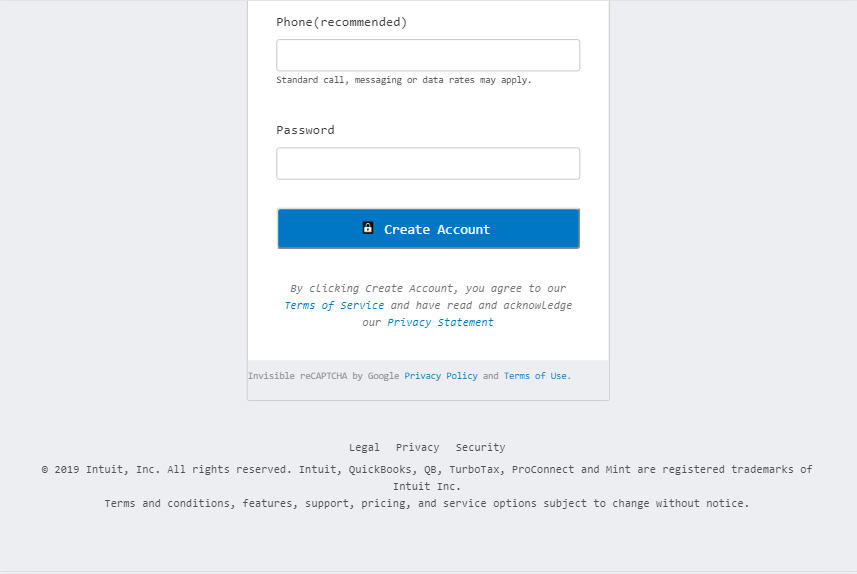 Phone(recommended)
Standard call, messaging or data rates may apply.
Password
Create Account
By clicking Create Account, you agree to our
Terms of Service and have read and acknowledge
our Privacy Statement
Invisible reCAPTCHA by Google Privacy Policy and Terms of Use.
Legal Privacy Security
© 2019 Intuit, Inc. All rights reserved. Intuit, QuickBooks, QB, TurboTax, ProConnect and Mint are registered trademarks of
Intuit Inc.
Terms and conditions, features, support, pricing, and service options subject to change without notice.